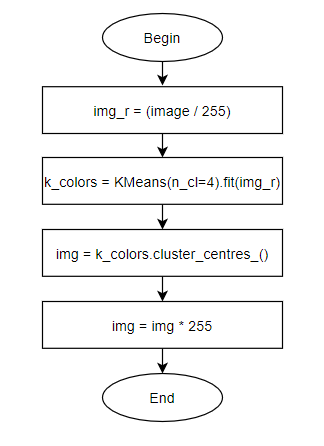 Begin
img_r = (image / 255)
k_colors = KMeans(n_cl=4).fit(img_r)
img = k_colors.cluster_centres_()
img = img * 255
End